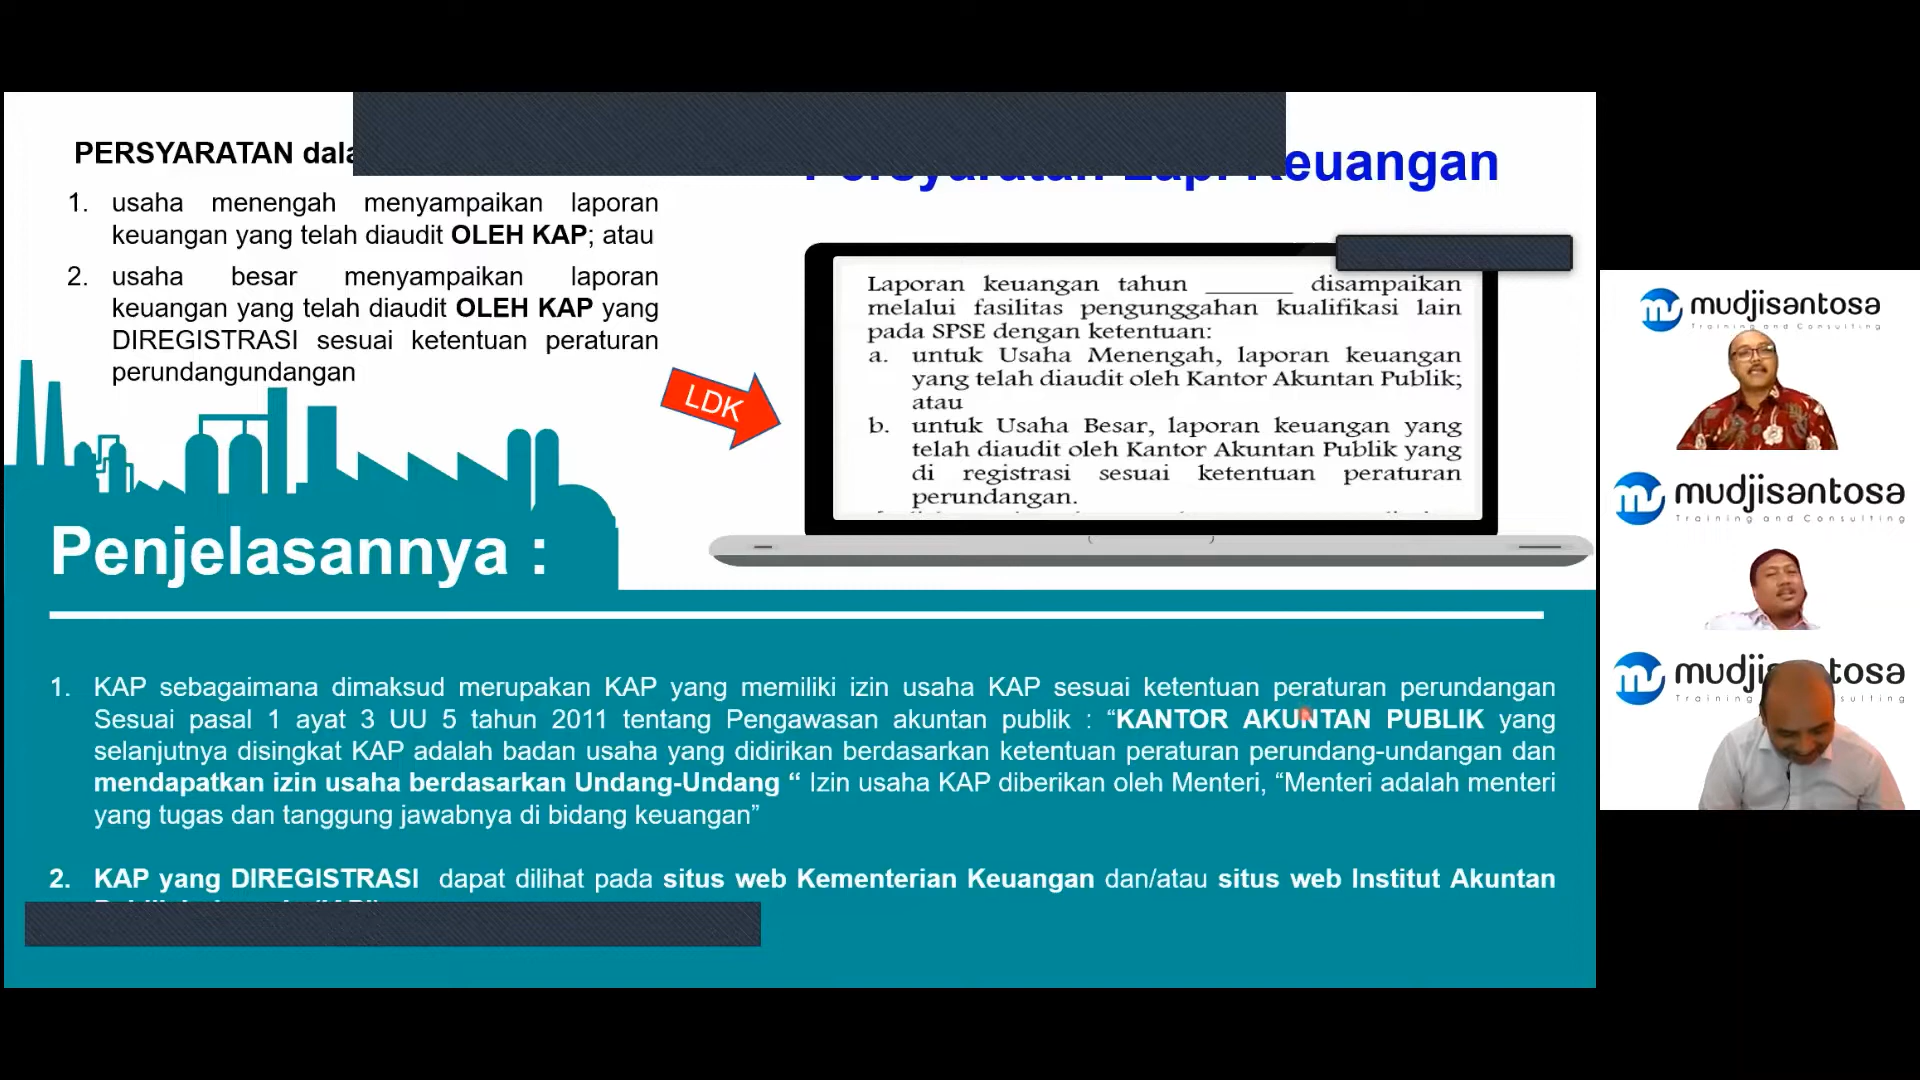 PERSYARATAN
Keuangan
1. usaha menengah menyampaikan laporan
keuangan yang telah diaudit OLEH KAP; atau
2. usaha besar menyampaikan laporan
keuangan yang telah diaudit OLEH KAP yang
DIREGISTRASI sesuai ketentuan peraturan
perundangundangan
LDK
Laporan keuangan tahun _______ disampaikan
melalui fasilitas pengunggahan kualifikasi lain
pada SPSE dengan ketentuan:
a. untuk Usaha Menengah, laporan keuangan
yang telah diaudit oleh Kantor Akuntan Publik;
atau
b. untuk Usaha Besar, laporan keuangan yang
telah diaudit oleh Kantor Akuntan Publik yang
di registrasi sesuai ketentuan peraturan
perundangan.
Penjelasannya :
1. KAP sebagaimana dimaksud merupakan KAP yang memiliki izin usaha KAP sesuai ketentuan peraturan perundangan
Sesuai pasal 1 ayat 3 UU 5 tahun 2011 tentang Pengawasan akuntan publik : “KANTOR AKUNTAN PUBLIK yang
selanjutnya disingkat KAP adalah badan usaha yang didirikan berdasarkan ketentuan peraturan perundang-undangan dan
mendapatkan izin usaha berdasarkan Undang-Undang “ Izin usaha KAP diberikan oleh Menteri, “Menteri adalah menteri
yang tugas dan tanggung jawabnya di bidang keuangan”
2. KAP yang DIREGISTRASI dapat dilihat pada situs web Kementerian Keuangan dan/atau situs web Institut Akuntan
mudjisantosa
Training and Consulting
mudjisantosa
Training and Consulting